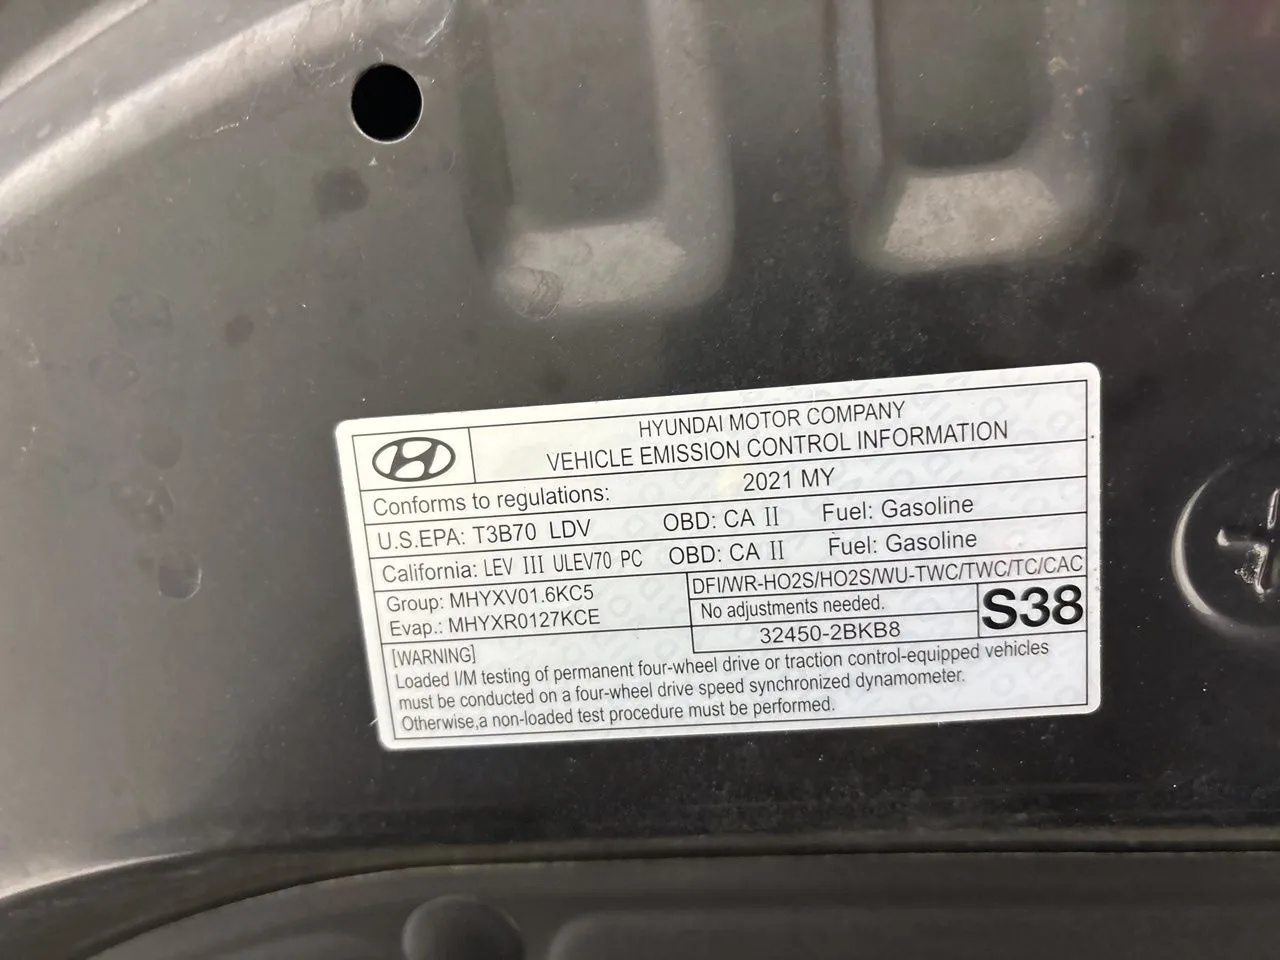 HYUNDAI MOTOR COMPANY
VEHICLE EMISSION CONTROL INFORMATION
Conforms to regulations: 2021 MY
U.S.EPA: T3B70 LDV OBD: CA II Fuel: Gasoline
California: LEV III ULEV70 PC OBD: CA II Fuel: Gasoline
Group: MHYXV01.6KC5
Evap.: MHYXR0127KCE
DFI/WR-HO2S/HO2S/WU-TWC/TWC/TC/CAC
No adjustments needed.
32450-2BKB8
S38
[WARNING]
Loaded I/M testing of permanent four-wheel drive or traction control-equipped vehicles
must be conducted on a four-wheel drive speed synchronized dynamometer.
Otherwise,a non-loaded test procedure must be performed.